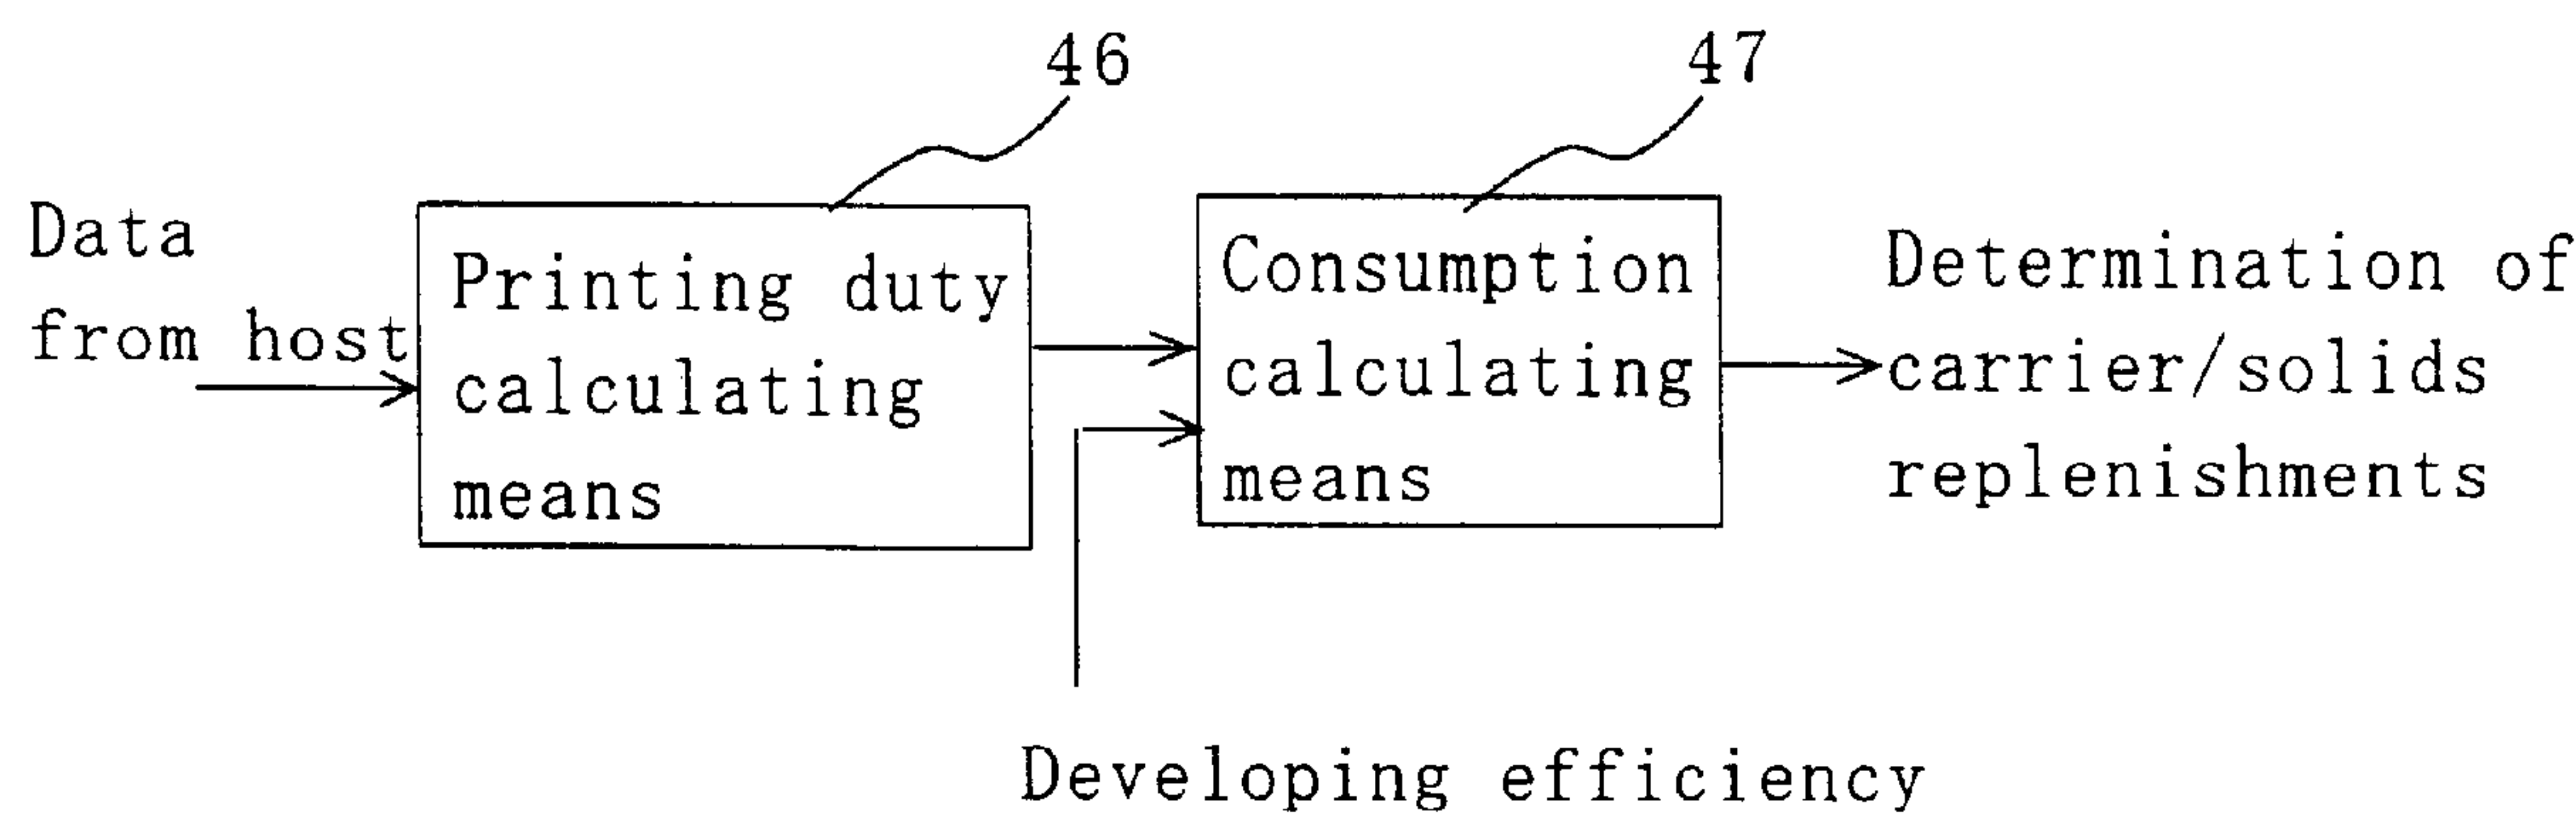 46
47
Data
from host
Printing duty
calculating
means
Consumption
calculating
means
Determination of
carrier/solids
replenishments
Developing efficiency